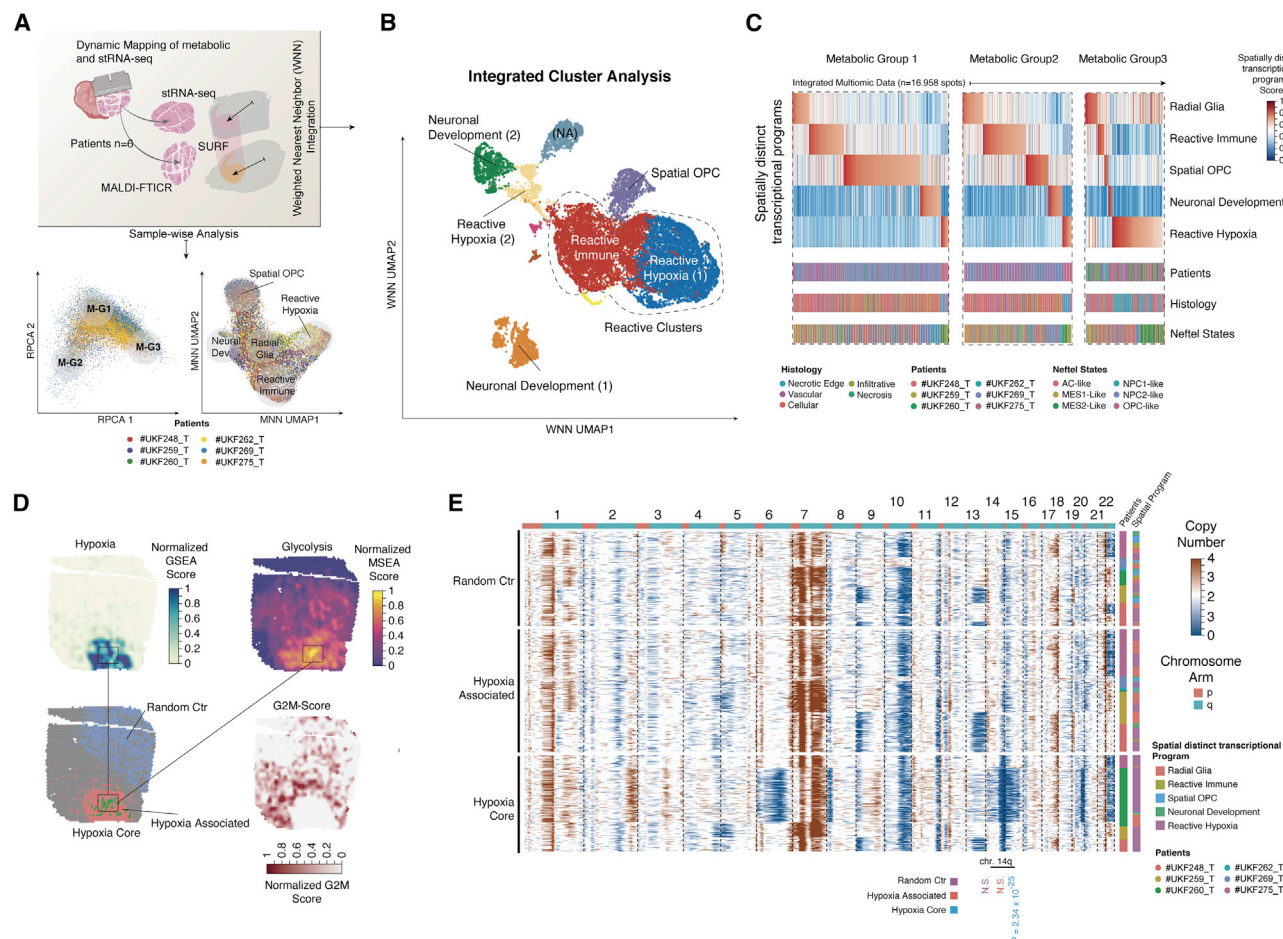 A
Dynamic Mapping of metabolic
and stRNA-seq
stRNA-seq
Patients n=6
SURF
MALDI-FTICR
Weighted Nearest Neighbor (WNN)
Integration
Sample-wise Analysis
M-G1
M-G2
M-G3
RPCA 2
RPCA 1
Spatial OPC
Reactive
Hypoxia
Neural
Dev.
Radial
Glia
Reactive
Immune
MNN UMAP2
MNN UMAP1
Patients
#UKF248_T
#UKF262_T
#UKF259_T
#UKF269_T
#UKF260_T
#UKF275_T
B
Integrated Cluster Analysis
Neuronal
Development (2)
(NA)
Spatial OPC
Reactive
Hypoxia (2)
Reactive
Immune
Reactive
Hypoxia (1)
Reactive Clusters
Neuronal Development (1)
WNN UMAP2
WNN UMAP1
C
Metabolic Group 1
Metabolic Group2
Metabolic Group3
Integrated Multiomic Data (n=16.958 spots)
Spatially dis
transcription
program
Score
Spatially distinct
transcriptional programs
Radial Glia
Reactive Immune
Spatial OPC
Neuronal Development
Reactive Hypoxia
Patients
Histology
Neftel States
Histology
Necrotic Edge
Infiltrative
Vascular
Necrosis
Cellular
Patients
#UKF248_T
#UKF262_T
#UKF259_T
#UKF269_T
#UKF260_T
#UKF275_T
Neftel States
AC-like
NPC1-like
MES1-Like
NPC2-like
MES2-Like
OPC-like
D
Hypoxia
Normalized
GSEA
Score
1
0.8
0.6
0.4
0.2
0
Glycolysis
Normalized
MSEA
Score
1
0.8
0.6
0.4
0.2
0
Random Ctr
Hypoxia Associated
Hypoxia Core
G2M-Score
1
0.8
0.6
0.4
0.2
0
Normalized G2M
Score
E
1 2 3 4 5 6 7 8 9 10 11 12 13 14 15 16 17 18 19 20 21 22
Patients
Spatial Program
Random Ctr
Hypoxia
Associated
Hypoxia
Core
Copy
Number
4
3
2
1
0
Chromosome
Arm
p
q
Spatial distinct transcriptional
Program
Radial Glia
Reactive Immune
Spatial OPC
Neuronal Development
Reactive Hypoxia
Patients
#UKF248_T
#UKF262_T
#UKF259_T
#UKF269_T
#UKF260_T
#UKF275_T
chr. 14q
Random Ctr
Hypoxia Associated
Hypoxia Core
N.S.
N.S.
= 2.34 x 10-25